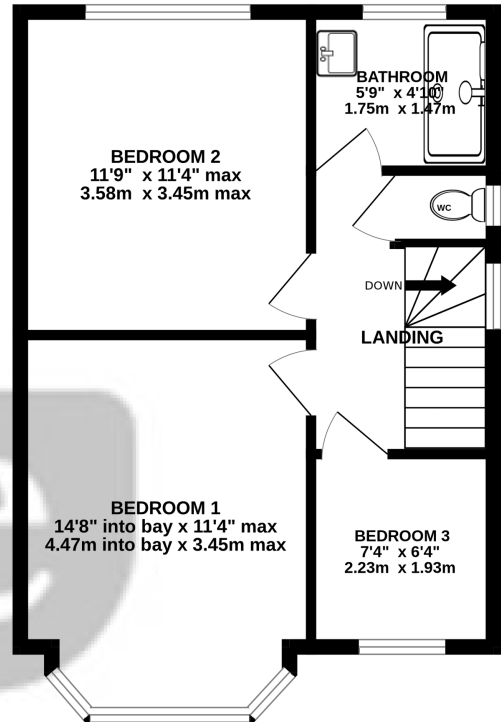 BATHROOM
5'9" x 4'10"
1.75m x 1.47m
BEDROOM 2
11'9" x 11'4" max
3.58m x 3.45m max
WC
DOWN
LANDING
BEDROOM 1
14'8" into bay x 11'4" max
4.47m into bay x 3.45m max
BEDROOM 3
7'4" x 6'4"
2.23m x 1.93m